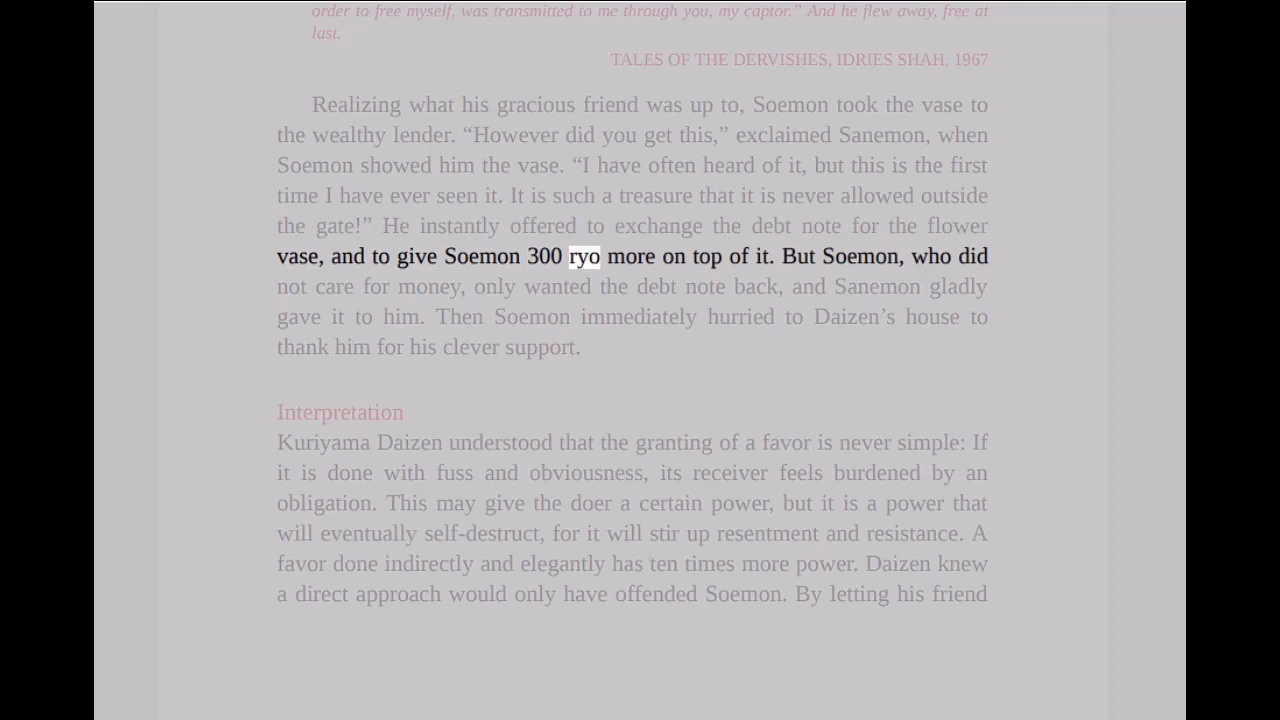 order to free myself, was transmitted to me through you, my captor.” And he flew away, free at
last.
TALES OF THE DERVISHES, IDRIES SHAH, 1967
Realizing what his gracious friend was up to, Soemon took the vase to
the wealthy lender. “However did you get this,” exclaimed Sanemon, when
Soemon showed him the vase. “I have often heard of it, but this is the first
time I have ever seen it. It is such a treasure that it is never allowed outside
the gate!” He instantly offered to exchange the debt note for the flower
vase, and to give Soemon 300 ryo more on top of it. But Soemon, who did
not care for money, only wanted the debt note back, and Sanemon gladly
gave it to him. Then Soemon immediately hurried to Daizen’s house to
thank him for his clever support.
Interpretation
Kuriyama Daizen understood that the granting of a favor is never simple: If
it is done with fuss and obviousness, its receiver feels burdened by an
obligation. This may give the doer a certain power, but it is a power that
will eventually self-destruct, for it will stir up resentment and resistance. A
favor done indirectly and elegantly has ten times more power. Daizen knew
a direct approach would only have offended Soemon. By letting his friend